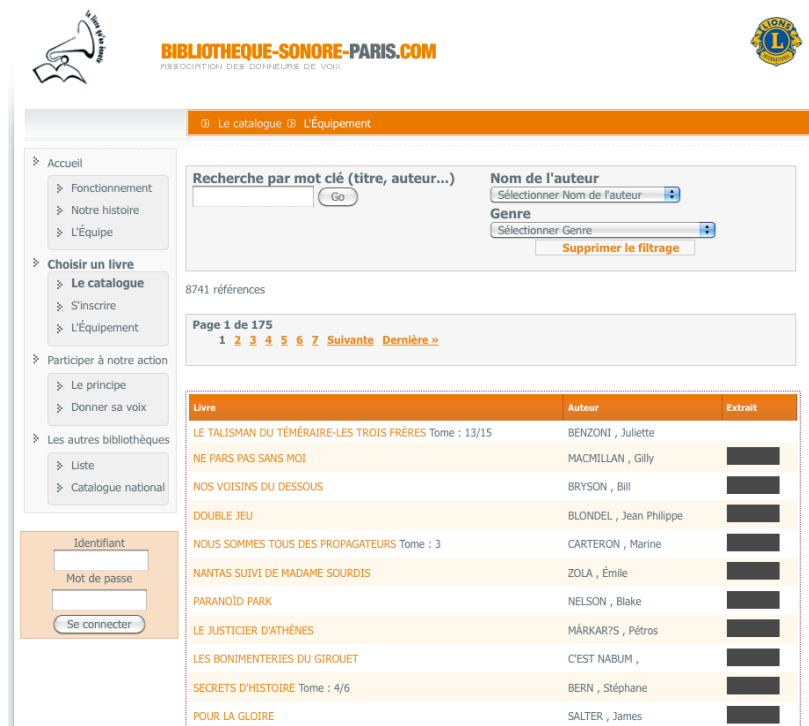 Le livre qu'on écoute
BIBLIOTHEQUE-SONORE-PARIS.COM
ASSOCIATION DES DONNEURS DE VOIX
LIONS
L
INTERNATIONAL
Le catalogue L'Équipement
Accueil
Fonctionnement
Notre histoire
L'Équipe
Choisir un livre
Le catalogue
S'inscrire
L'Équipement
Participer à notre action
Le principe
Donner sa voix
Les autres bibliothèques
Liste
Catalogue national
Identifiant
Mot de passe
Se connecter
Recherche par mot clé (titre, auteur...)
Go
Nom de l'auteur
Sélectionner Nom de l'auteur
Genre
Sélectionner Genre
Supprimer le filtrage
8741 références
Page 1 de 175
1 2 3 4 5 6 7 Suivante Dernière »
Livre Auteur Extrait
LE TALISMAN DU TÉMÉRAIRE-LES TROIS FRÈRES Tome : 13/15 BENZONI , Juliette
NE PARS PAS SANS MOI MACMILLAN , Gilly
NOS VOISINS DU DESSOUS BRYSON , Bill
DOUBLE JEU BLONDEL , Jean Philippe
NOUS SOMMES TOUS DES PROPAGATEURS Tome : 3 CARTERON , Marine
NANTAS SUIVI DE MADAME SOURDIS ZOLA , Émile
PARANOÏD PARK NELSON , Blake
LE JUSTICIER D'ATHÈNES MÁRKAR?S , Pétros
LES BONIMENTERIES DU GIROUET C'EST NABUM ,
SECRETS D'HISTOIRE Tome : 4/6 BERN , Stéphane
POUR LA GLOIRE SALTER , James